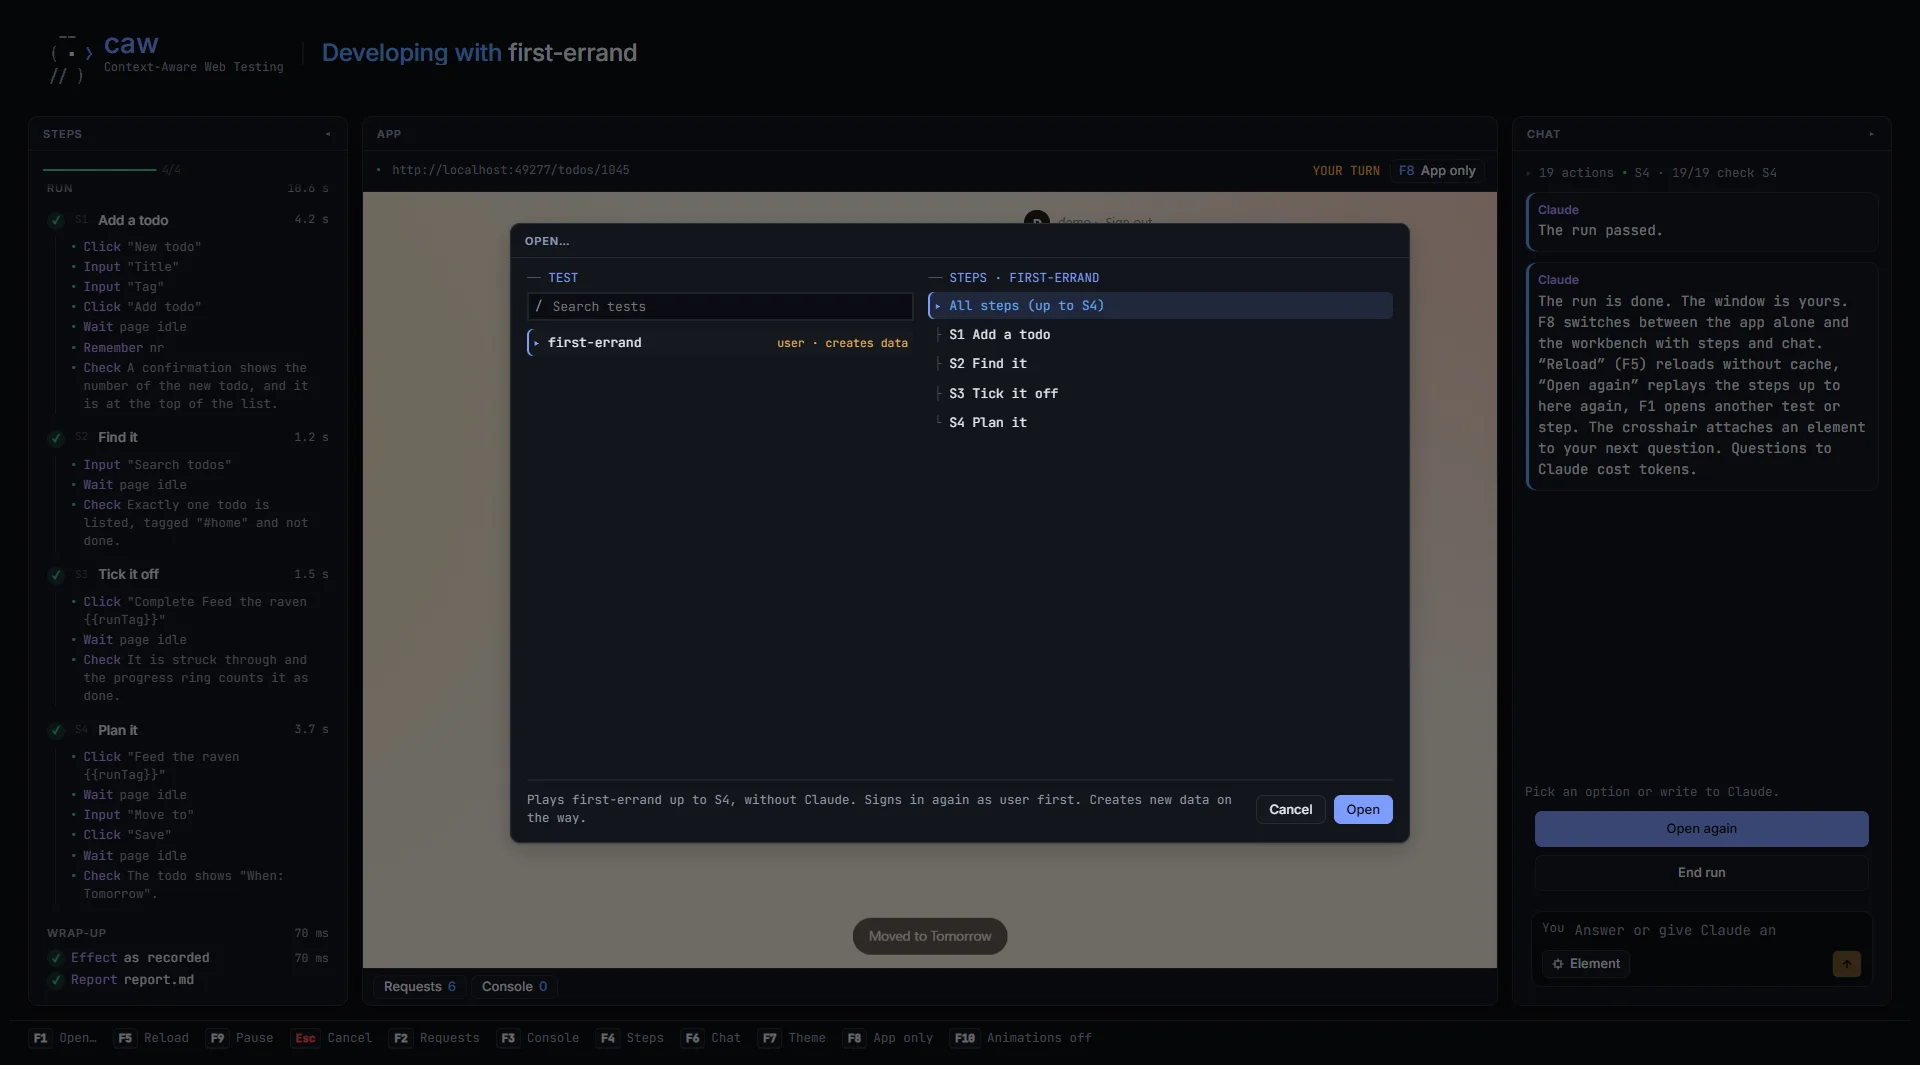 caw
Context-Aware Web Testing
Developing with first-errand
STEPS
4/4
RUN 10.6 s
✓ S1 Add a todo 4.2 s
• Click "New todo"
• Input "Title"
• Input "Tag"
• Click "Add todo"
• Wait page idle
• Remember nr
• Check A confirmation shows the
number of the new todo, and it
is at the top of the list.
✓ S2 Find it 1.2 s
• Input "Search todos"
• Wait page idle
• Check Exactly one todo is
listed, tagged "#home" and not
done.
✓ S3 Tick it off 1.5 s
• Click "Complete Feed the raven
{{runTag}}"
• Wait page idle
• Check It is struck through and
the progress ring counts it as
done.
✓ S4 Plan it 3.7 s
• Click "Feed the raven
{{runTag}}"
• Wait page idle
• Input "Move to"
• Click "Save"
• Wait page idle
• Check The todo shows "When:
Tomorrow".
WRAP-UP 70 ms
✓ Effect as recorded 70 ms
✓ Report report.md
APP
• http://localhost:49277/todos/1045
YOUR TURN F8 App only
demo · Sign out
OPEN…
TEST
/ Search tests
first-errand user · creates data
STEPS · FIRST-ERRAND
All steps (up to S4)
S1 Add a todo
S2 Find it
S3 Tick it off
S4 Plan it
Plays first-errand up to S4, without Claude. Signs in again as user first. Creates new data on
the way.
Cancel Open
Moved to Tomorrow
Requests 6 Console 0
CHAT
19 actions • S4 · 19/19 check S4
Claude
The run passed.
Claude
The run is done. The window is yours.
F8 switches between the app alone and
the workbench with steps and chat.
“Reload” (F5) reloads without cache,
“Open again” replays the steps up to
here again, F1 opens another test or
step. The crosshair attaches an element
to your next question. Questions to
Claude cost tokens.
Pick an option or write to Claude.
Open again
End run
You Answer or give Claude an
Element
F1 Open… F5 Reload F9 Pause Esc Cancel F2 Requests F3 Console F4 Steps F6 Chat F7 Theme F8 App only F10 Animations off